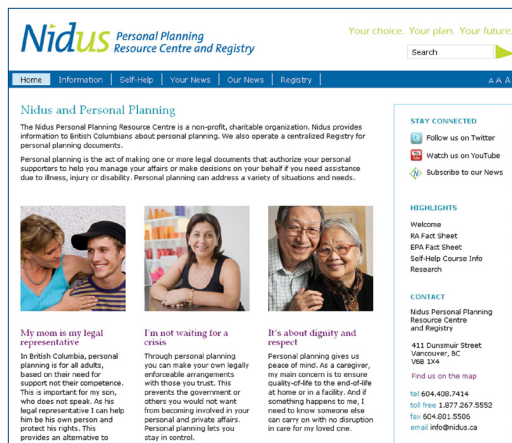 Nidus Personal Planning
Resource Centre and Registry
Your choice. Your plan. Your future.
Search
Home Information Self-Help Your News Our News Registry A A A
Nidus and Personal Planning
The Nidus Personal Planning Resource Centre is a non-profit, charitable organization. Nidus provides
information to British Columbians about personal planning. We also operate a centralized Registry for
personal planning documents.
Personal planning is the act of making one or more legal documents that authorize your personal
supporters to help you manage your affairs or make decisions on your behalf if you need assistance
due to illness, injury or disability. Personal planning can address a variety of situations and needs.
My mom is my legal
representative
In British Columbia, personal
planning is for all adults,
based on their need for
support not their competence.
This is important for my son,
who does not speak. As his
legal representative I can help
him be his own person and
protect his rights. This
provides an alternative to
I'm not waiting for a
crisis
Through personal planning
you can make your own legally
enforceable arrangements
with those you trust. This
prevents the government or
others you would not want
from becoming involved in your
personal and private affairs.
Personal planning lets you
stay in control.
It's about dignity and
respect
Personal planning gives us
peace of mind. As a caregiver,
my main concern is to ensure
quality-of-life to the end-of-life
at home or in a facility. And if
something happens to me, I
need to know someone else
can carry on with no disruption
in care for my loved one.
STAY CONNECTED
Follow us on Twitter
Watch us on YouTube
Subscribe to our News
HIGHLIGHTS
Welcome
RA Fact Sheet
EPA Fact Sheet
Self-Help Course Info
Research
CONTACT
Nidus Personal Planning
Resource Centre
and Registry
411 Dunsmuir Street
Vancouver, BC
V6B 1X4
Find us on the map
tel 604.408.7414
toll free 1.877.267.5552
fax 604.801.5506
email info@nidus.ca